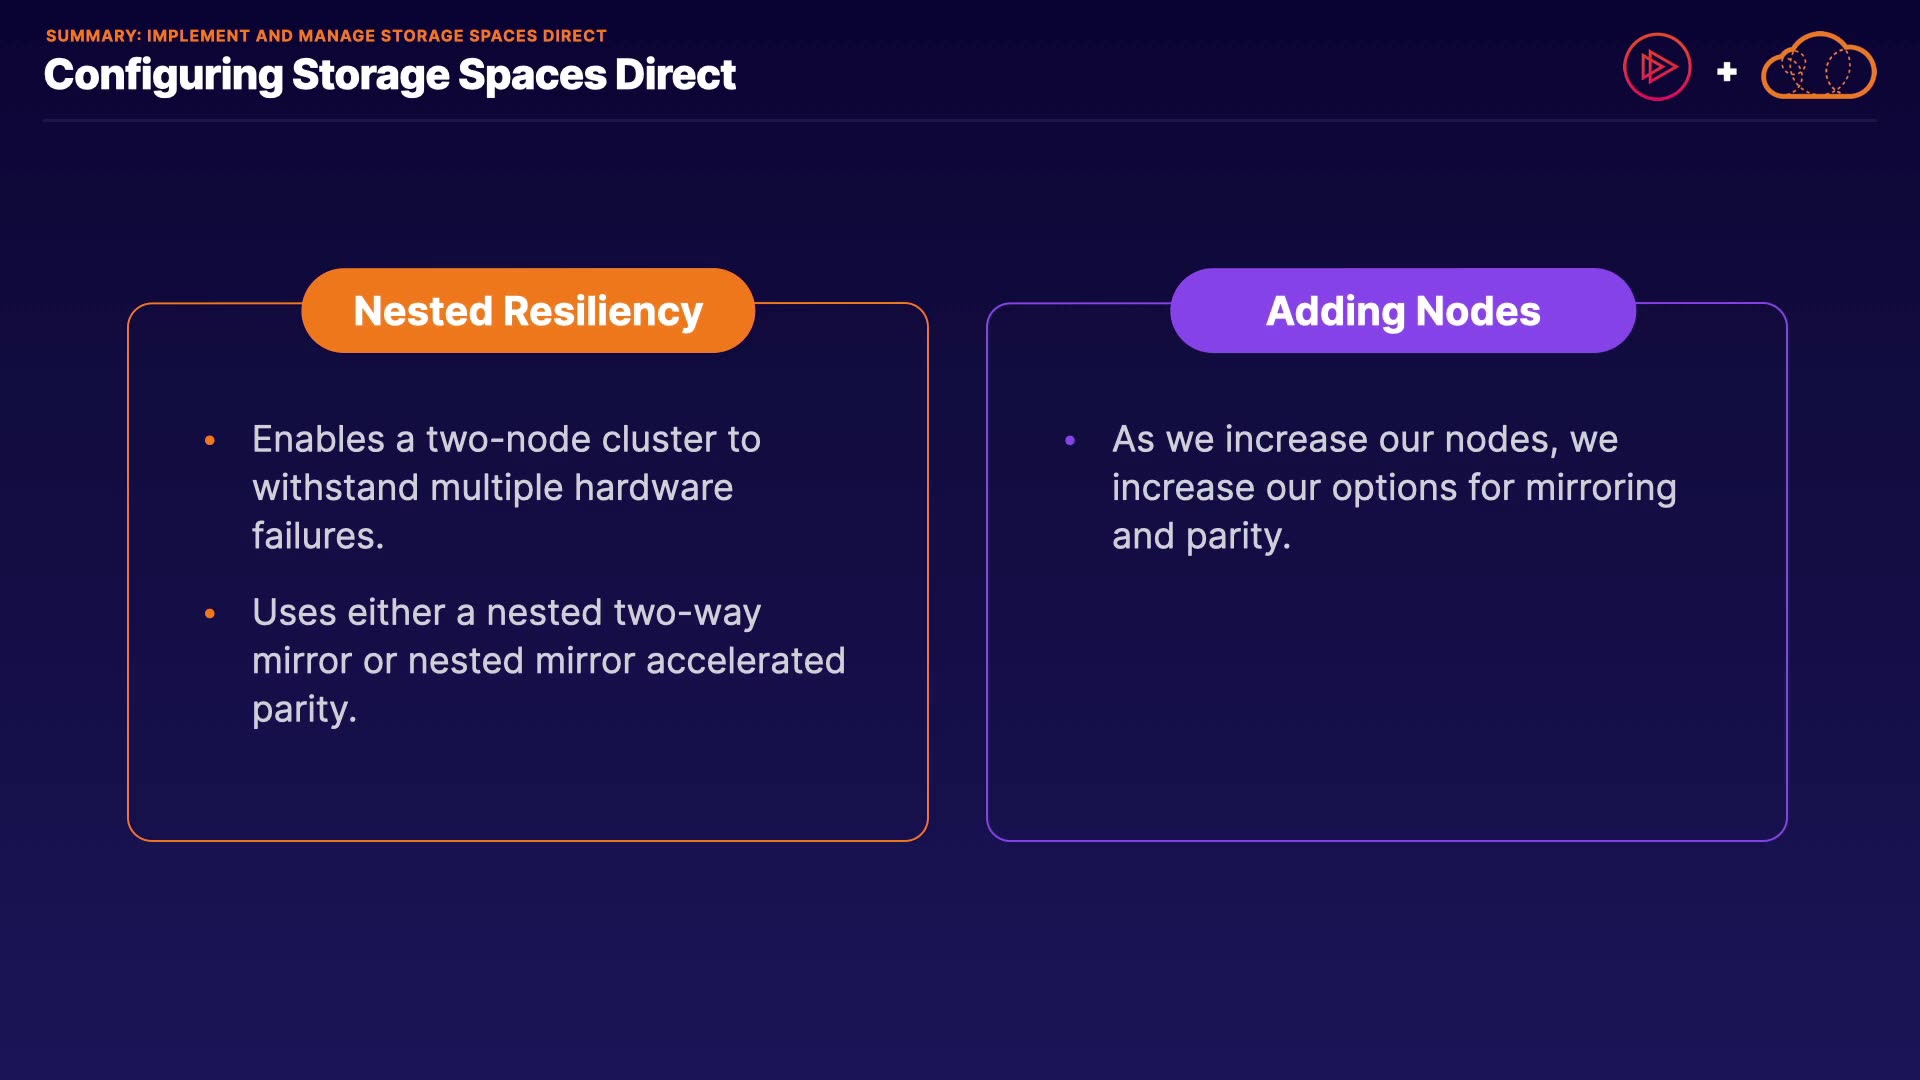 SUMMARY: IMPLEMENT AND MANAGE STORAGE SPACES DIRECT
Configuring Storage Spaces Direct
+
Nested Resiliency
• Enables a two-node cluster to
withstand multiple hardware
failures.
• Uses either a nested two-way
mirror or nested mirror accelerated
parity.
Adding Nodes
• As we increase our nodes, we
increase our options for mirroring
and parity.